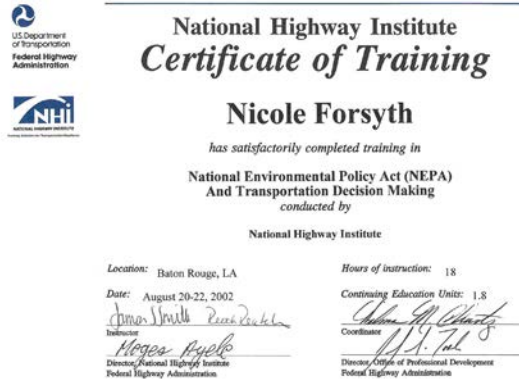 U.S. Department
of Transportation
Federal Highway
Administration
NHI
NATIONAL HIGHWAY INSTITUTE
National Highway Institute
Certificate of Training
Nicole Forsyth
has satisfactorily completed training in
National Environmental Policy Act (NEPA)
And Transportation Decision Making
conducted by
National Highway Institute
Location: Baton Rouge, LA
Hours of instruction: 18
Date: August 20-22, 2002
Continuing Education Units: 1.8
Instructor
Coordinator
Moges Ayele
Director, National Highway Institute
Federal Highway Administration
Director, Office of Professional Development
Federal Highway Administration